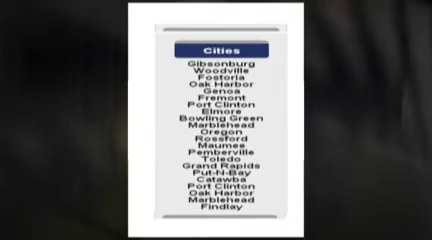 Cities
Gibsonburg
Woodville
Fostoria
Oak Harbor
Genoa
Fremont
Port Clinton
Elmore
Bowling Green
Marblehead
Oregon
Rossford
Maumee
Pemberville
Toledo
Grand Rapids
Put-N-Bay
Catawba
Port Clinton
Oak Harbor
Marblehead
Findlay